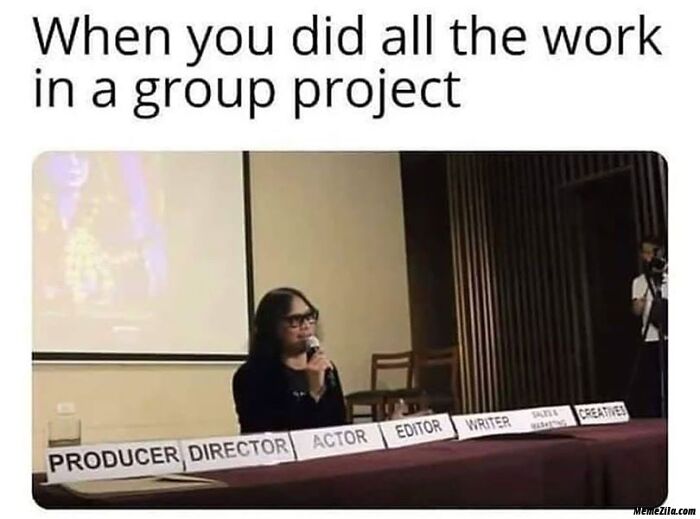 When you did all the work
in a group project
PRODUCER
DIRECTOR
ACTOR
EDITOR
WRITER
SALES &
MARKETING
CREATIVES
MemeZila.com